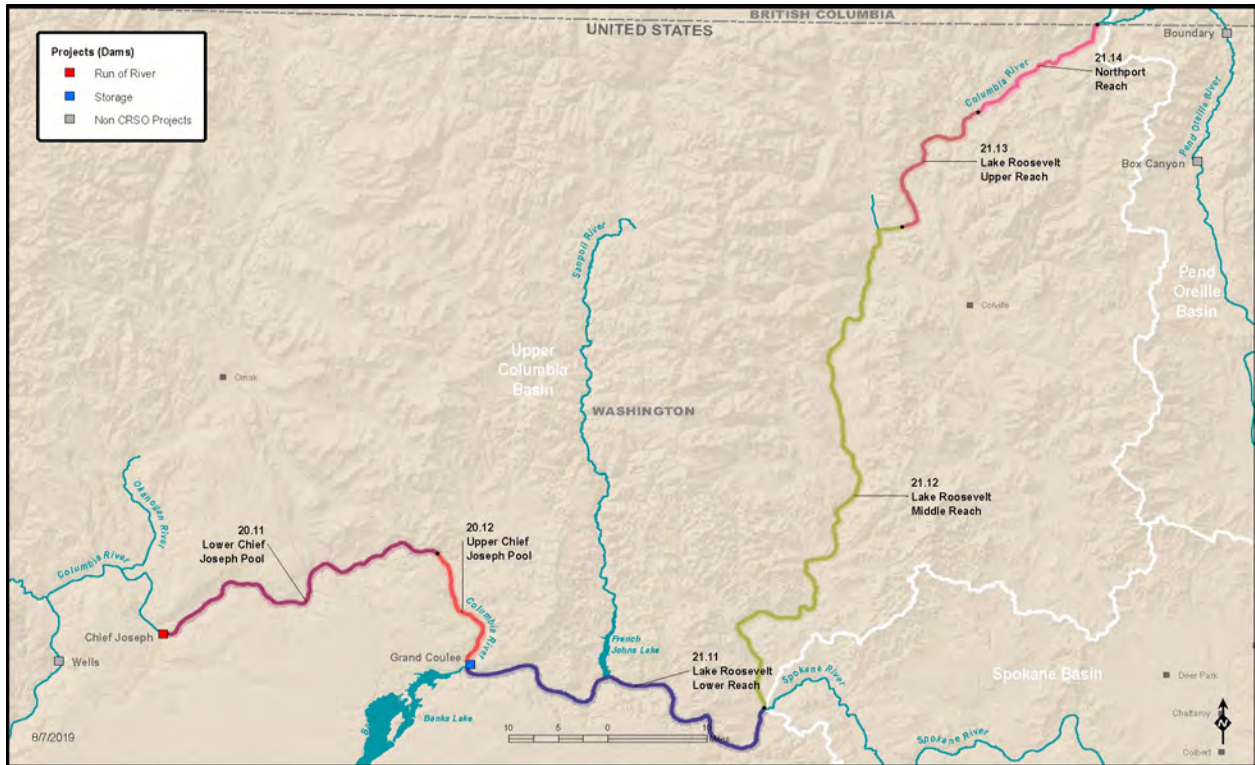 BRITISH COLUMBIA
UNITED STATES
Projects (Dams)
Run of River
Storage
Non CRSO Projects
Boundary
21.14
Northport
Reach
Columbia River
Pend Oreille River
21.13
Lake Roosevelt
Upper Reach
Box Canyon
Sanpoil River
Pend
Oreille
Basin
Colville
Upper
Columbia
Basin
Omak
WASHINGTON
21.12
Lake Roosevelt
Middle Reach
Okanogan River
20.11
Lower Chief
Joseph Pool
20.12
Upper Chief
Joseph Pool
Columbia River
Columbia River
Chief Joseph
French
Johns Lake
Grand Coulee
Wells
21.11
Lake Roosevelt
Lower Reach
Spokane River
Spokane Basin
Deer Park
Banks Lake
Chattaroy
N
10 5 0 10
Miles
6/7/2019
Spokane River
Colbert